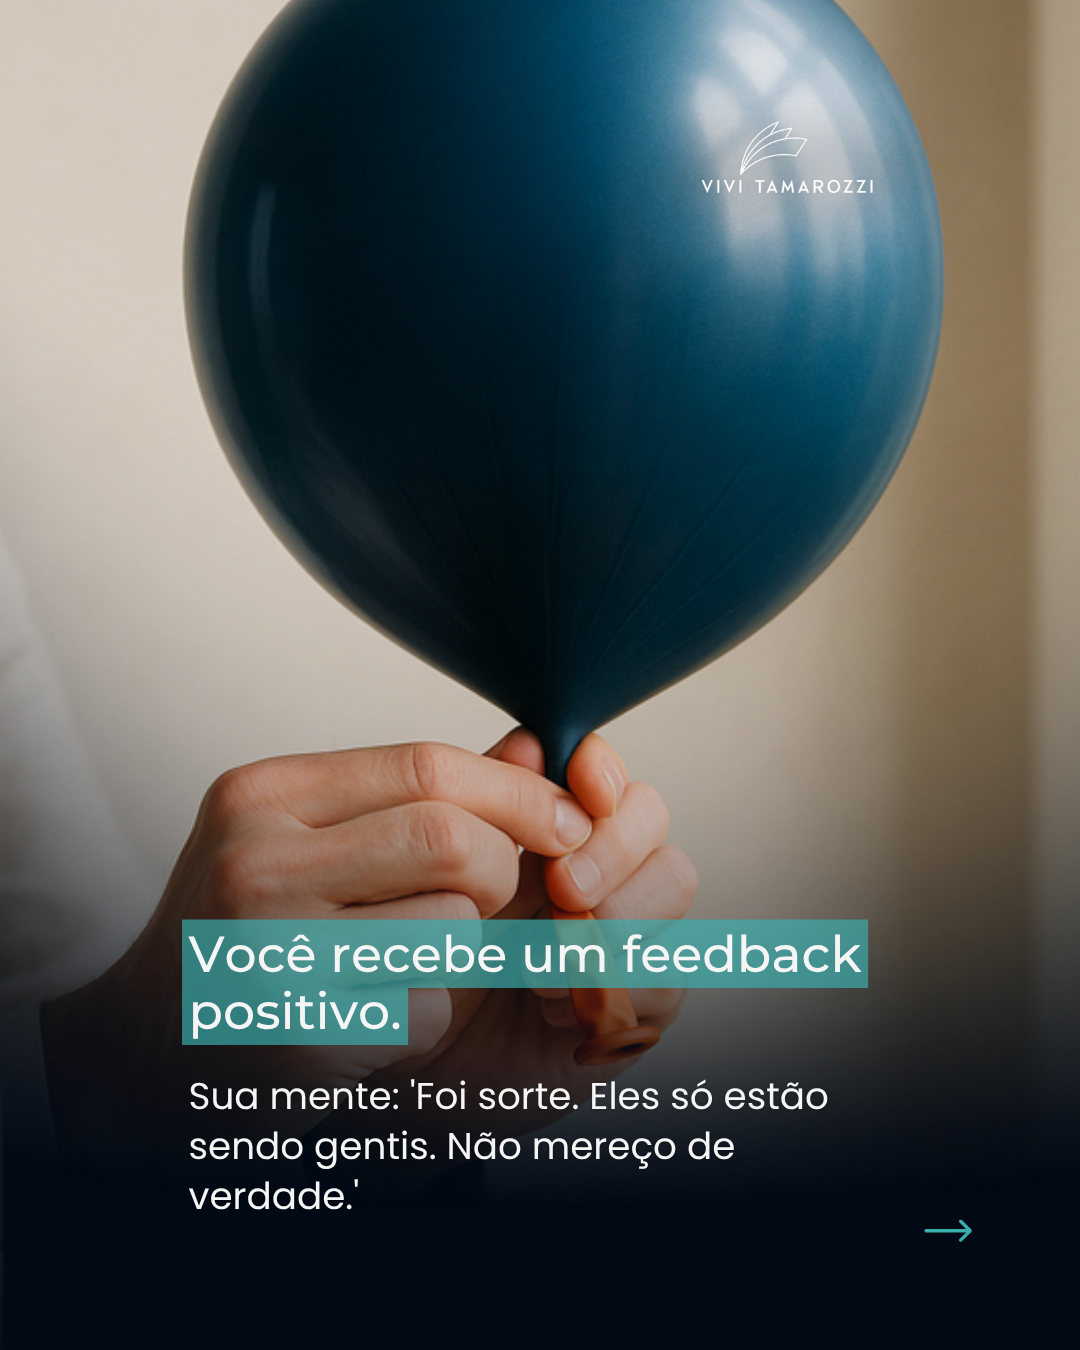 VIVI TAMAROZZI
Você recebe um feedback
positivo.
Sua mente: 'Foi sorte. Eles só estão
sendo gentis. Não mereço de
verdade.'